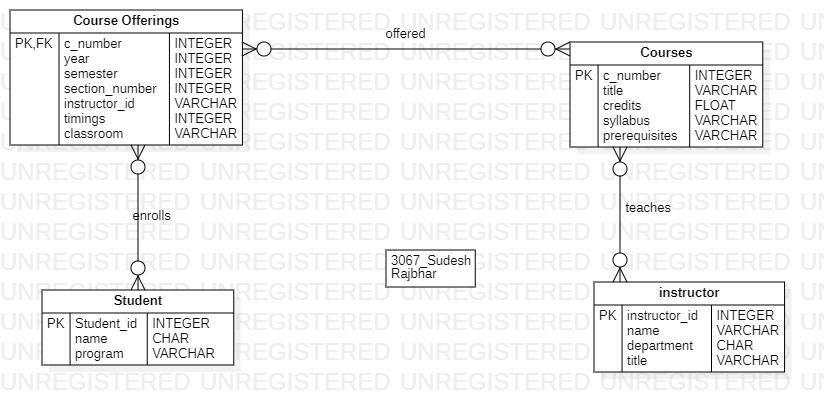 Course Offerings
PK,FK c_number INTEGER
year INTEGER
semester INTEGER
section_number INTEGER
instructor_id VARCHAR
timings INTEGER
classroom VARCHAR
offered
Courses
PK c_number INTEGER
title VARCHAR
credits FLOAT
syllabus VARCHAR
prerequisites VARCHAR
enrolls
teaches
3067_Sudesh
Rajbhar
Student
PK Student_id INTEGER
name CHAR
program VARCHAR
instructor
PK instructor_id INTEGER
name VARCHAR
department CHAR
title VARCHAR
UNREGISTERED UNREGISTERED UNREGISTERED UNREGISTERED